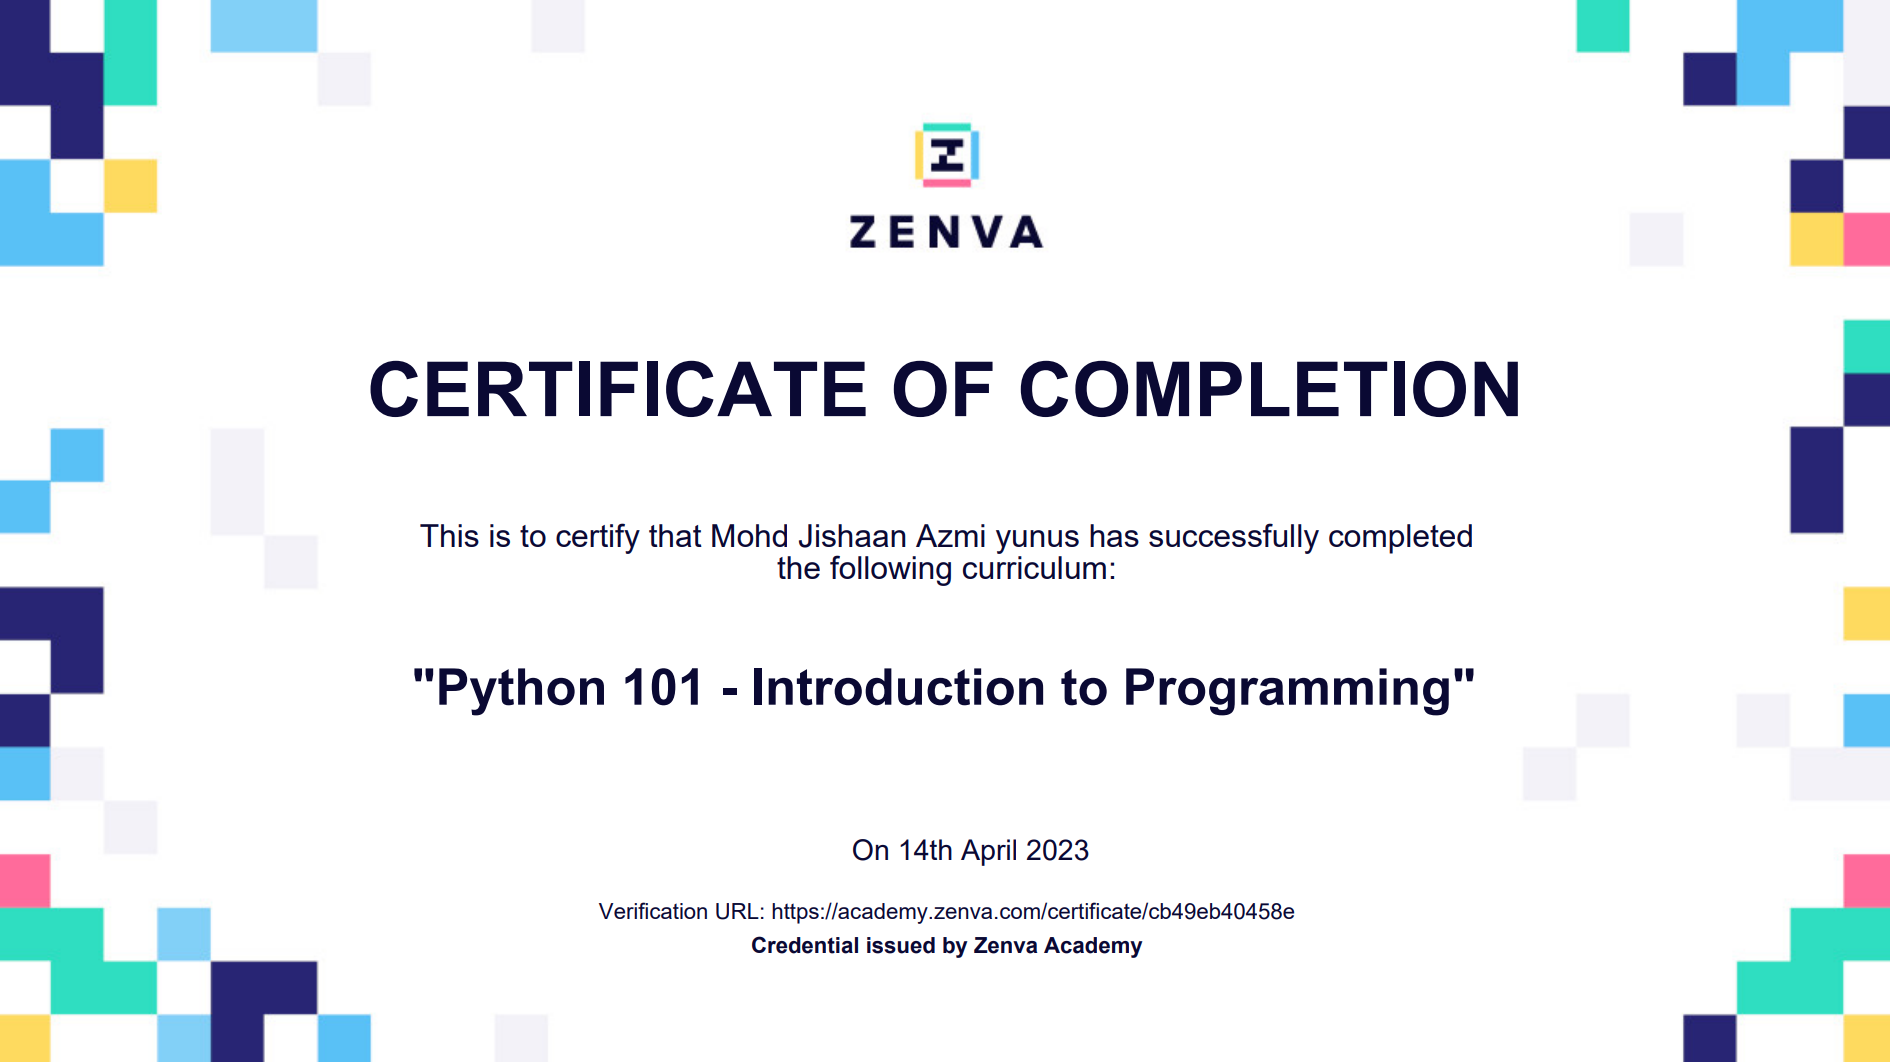 ZENVA
CERTIFICATE OF COMPLETION
This is to certify that Mohd Jishaan Azmi yunus has successfully completed
the following curriculum:
"Python 101 - Introduction to Programming"
On 14th April 2023
Verification URL: https://academy.zenva.com/certificate/cb49eb40458e
Credential issued by Zenva Academy